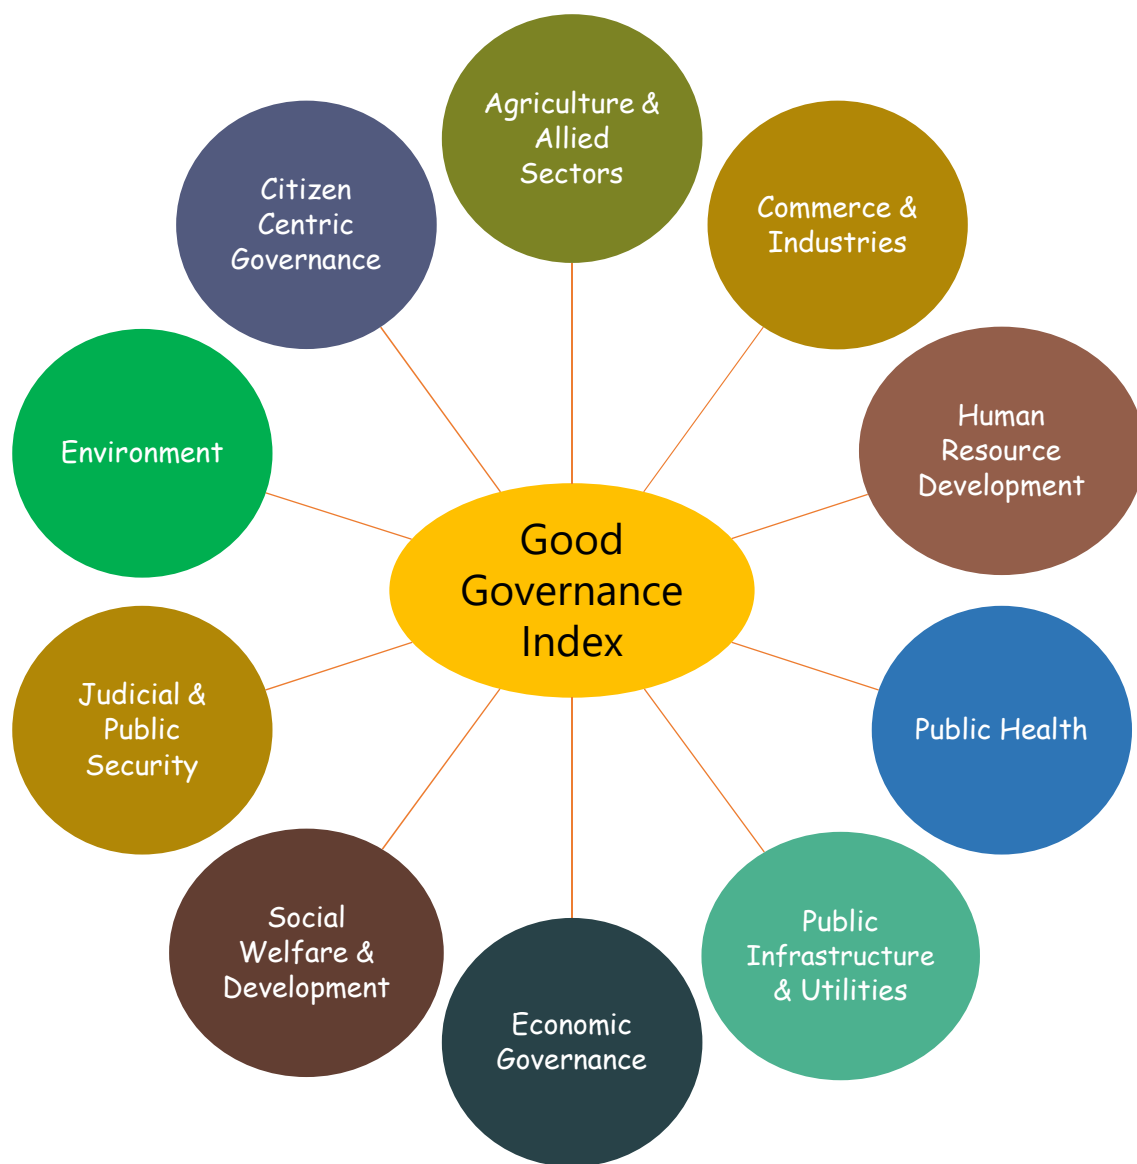 Agriculture &
Allied
Sectors
Commerce &
Industries
Human
Resource
Development
Public Health
Public
Infrastructure
& Utilities
Economic
Governance
Social
Welfare &
Development
Judicial &
Public
Security
Environment
Citizen
Centric
Governance
Good
Governance
Index